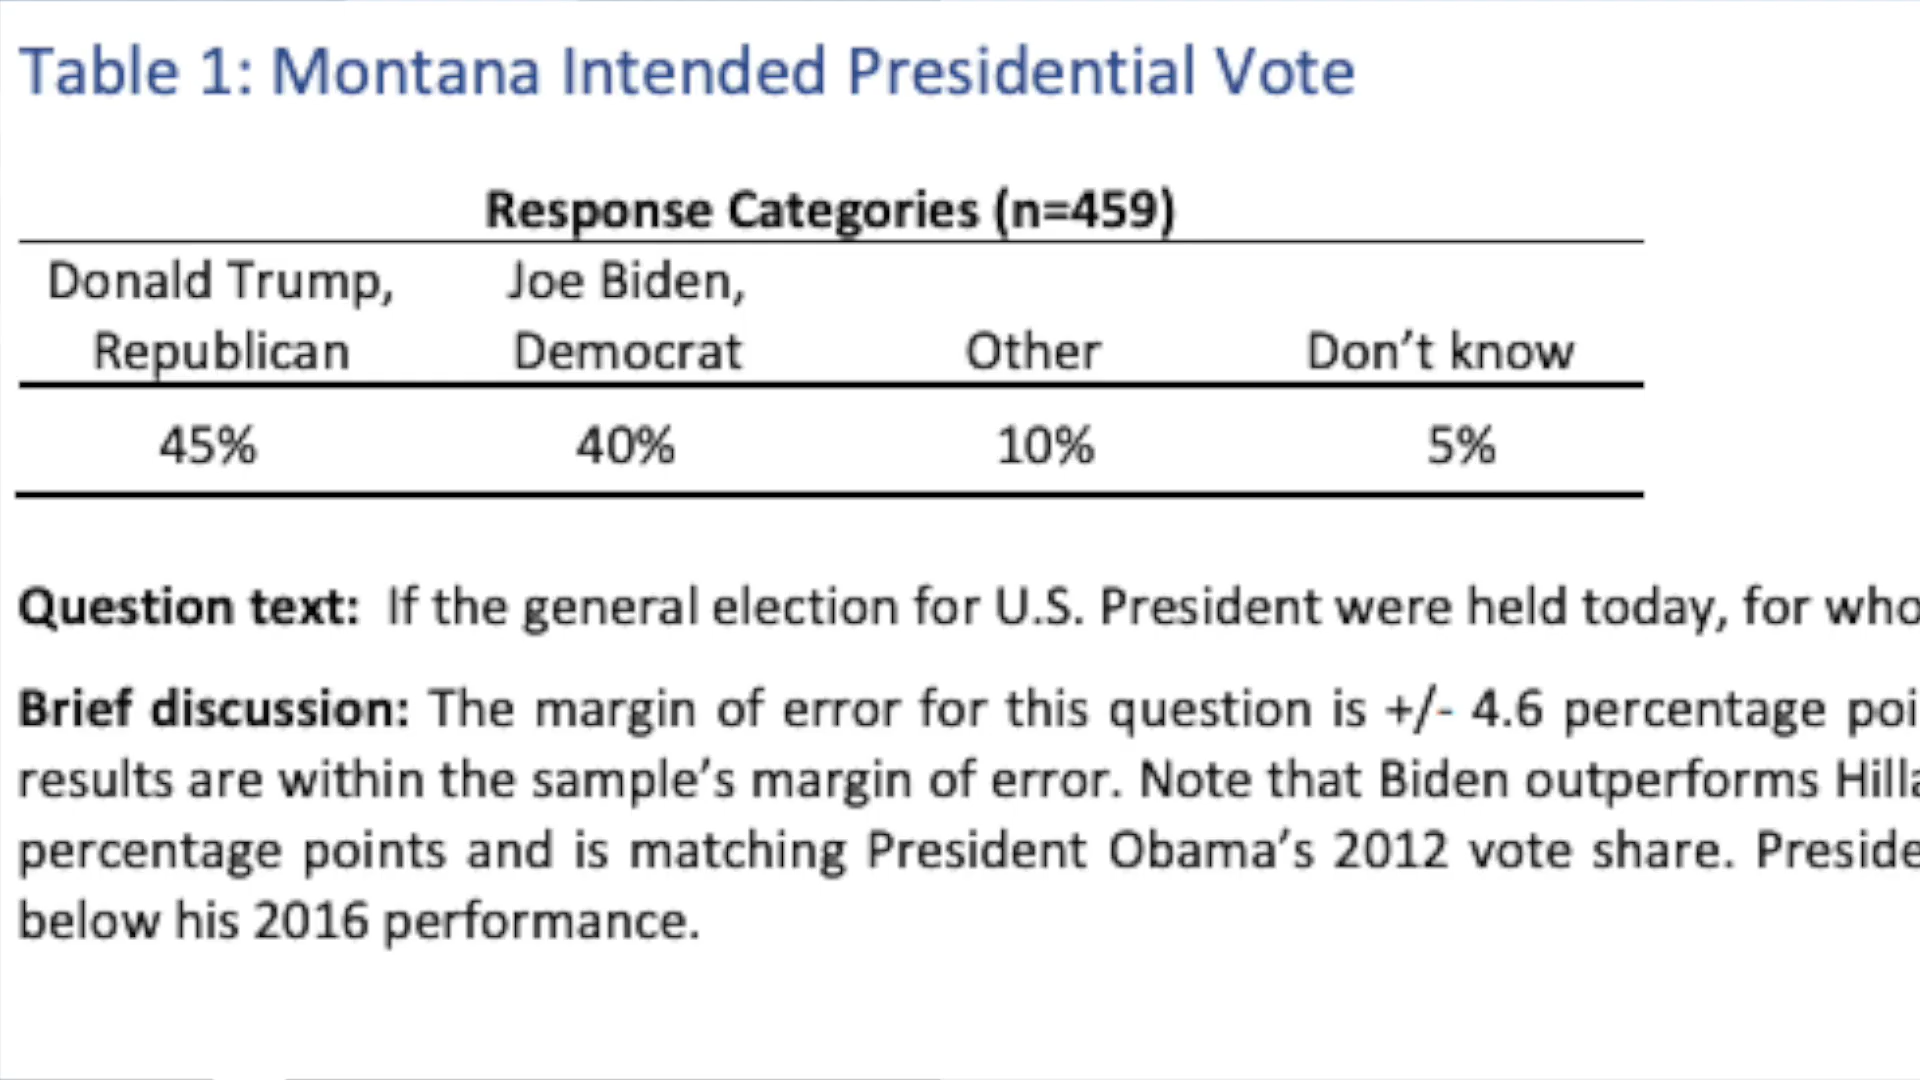 Table 1: Montana Intended Presidential Vote
Response Categories (n=459)
Donald Trump, Joe Biden,
Republican Democrat Other Don’t know
45% 40% 10% 5%
Question text: If the general election for U.S. President were held today, for who
Brief discussion: The margin of error for this question is +/- 4.6 percentage poi
results are within the sample’s margin of error. Note that Biden outperforms Hilla
percentage points and is matching President Obama’s 2012 vote share. Preside
below his 2016 performance.